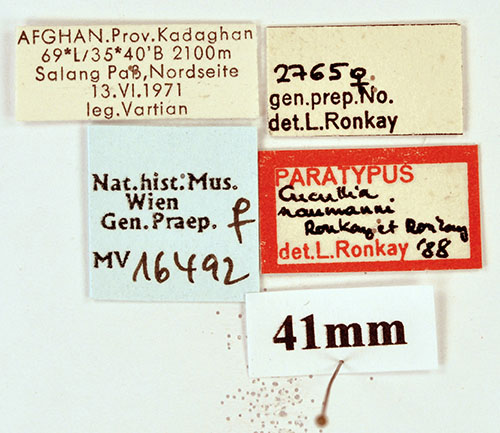 AFGHAN.Prov.Kadaghan
69*L/35*40'B 2100m
Salang Paß,Nordseite
13.VI.1971
leg.Vartian
2765♀
gen.prep.No.
det.L.Ronkay
Nat.hist.Mus.
Wien
Gen.Praep. ♀
MV 16492
PARATYPUS
Cucullia
naumanni
Ronkay et Ronkay
det.L.Ronkay '88
41mm